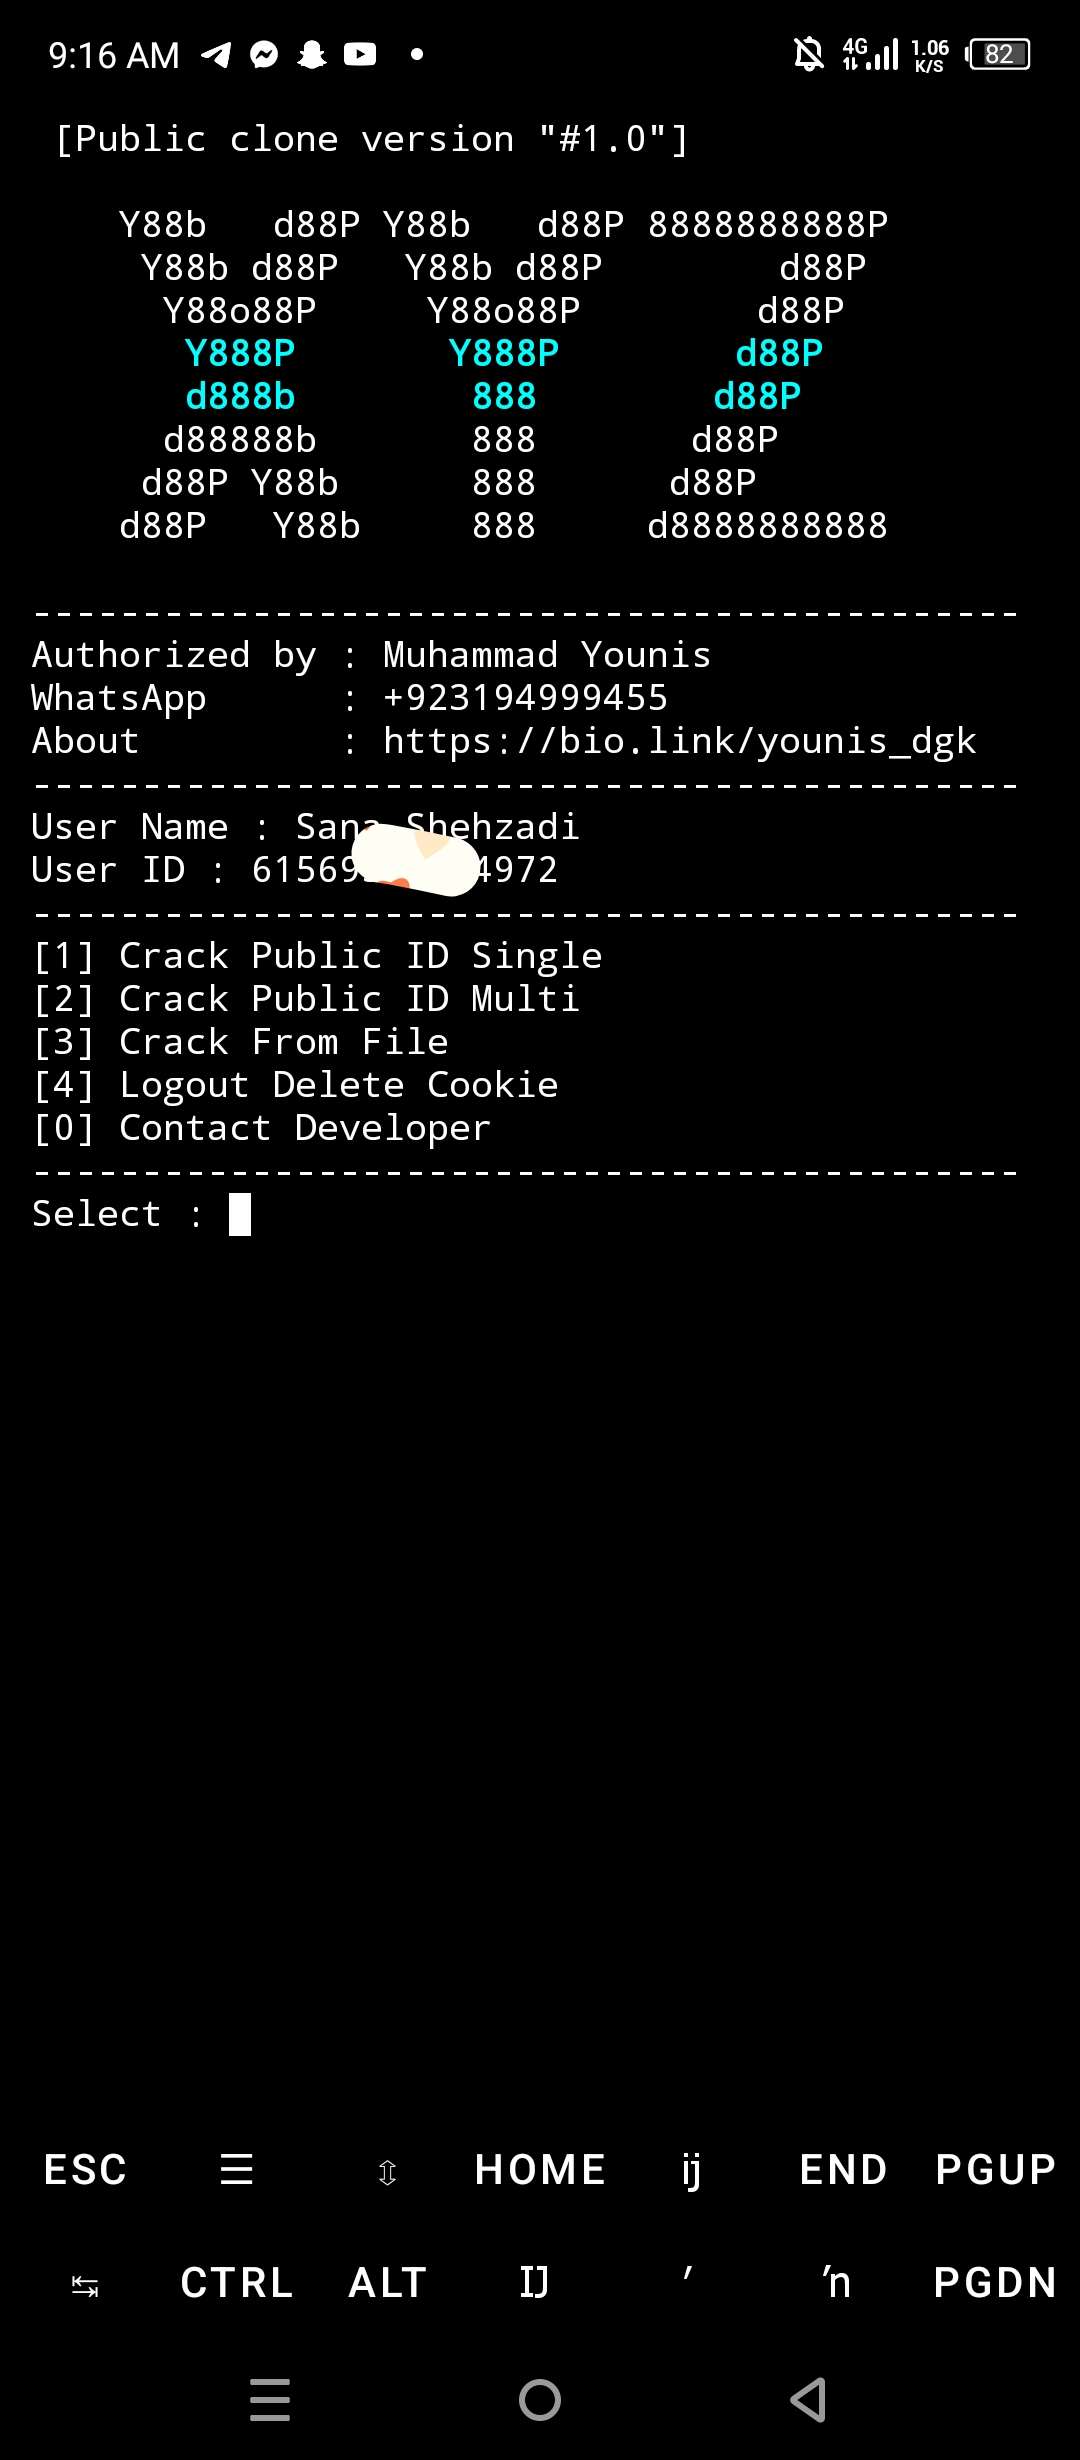 9:16 AM 4G 1.06 K/S 82
[Public clone version "#1.0"]
Y88b   d88P Y88b   d88P 8888888888P
Y88b d88P   Y88b d88P        d88P
Y88o88P     Y88o88P        d88P
Y888P       Y888P        d88P
d888b        888        d88P
d88888b       888       d88P
d88P Y88b      888      d88P
d88P   Y88b     888     d8888888888
---------------------------------------------
Authorized by : Muhammad Younis
WhatsApp      : +923194999455
About         : https://bio.link/younis_dgk
---------------------------------------------
User Name : Sana Shehzadi
User ID : 61569 4972
---------------------------------------------
[1] Crack Public ID Single
[2] Crack Public ID Multi
[3] Crack From File
[4] Logout Delete Cookie
[0] Contact Developer
---------------------------------------------
Select :
ESC ☰ ⇳ HOME ĳ END PGUP
↹ CTRL ALT Ĳ ′ ŉ PGDN